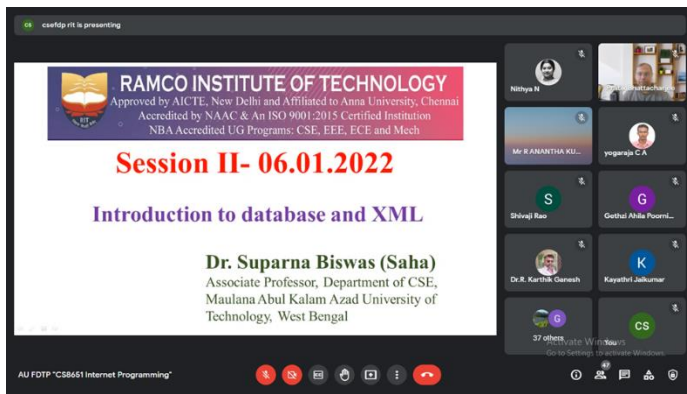 cs
csefdp rit is presenting
RAMCO INSTITUTE OF TECHNOLOGY
Approved by AICTE, New Delhi and Affiliated to Anna University, Chennai
Accredited by NAAC & An ISO 9001:2015 Certified Institution
NBA Accredited UG Programs: CSE, EEE, ECE and Mech
RIT
Session II- 06.01.2022
Introduction to database and XML
Dr. Suparna Biswas (Saha)
Associate Professor, Department of CSE,
Maulana Abul Kalam Azad University of
Technology, West Bengal
Nithya N
Mr R ANANTHA KU...
yogaraja C A
S
Shivaji Rao
G
Gethzi Ahila Poorni...
Dr.R. Karthik Ganesh
K
Kayathri Jaikumar
G
37 others
cs
You
Activate Windows
Go to Settings to activate Windows.
AU FDTP "CS8651 Internet Programming"
47